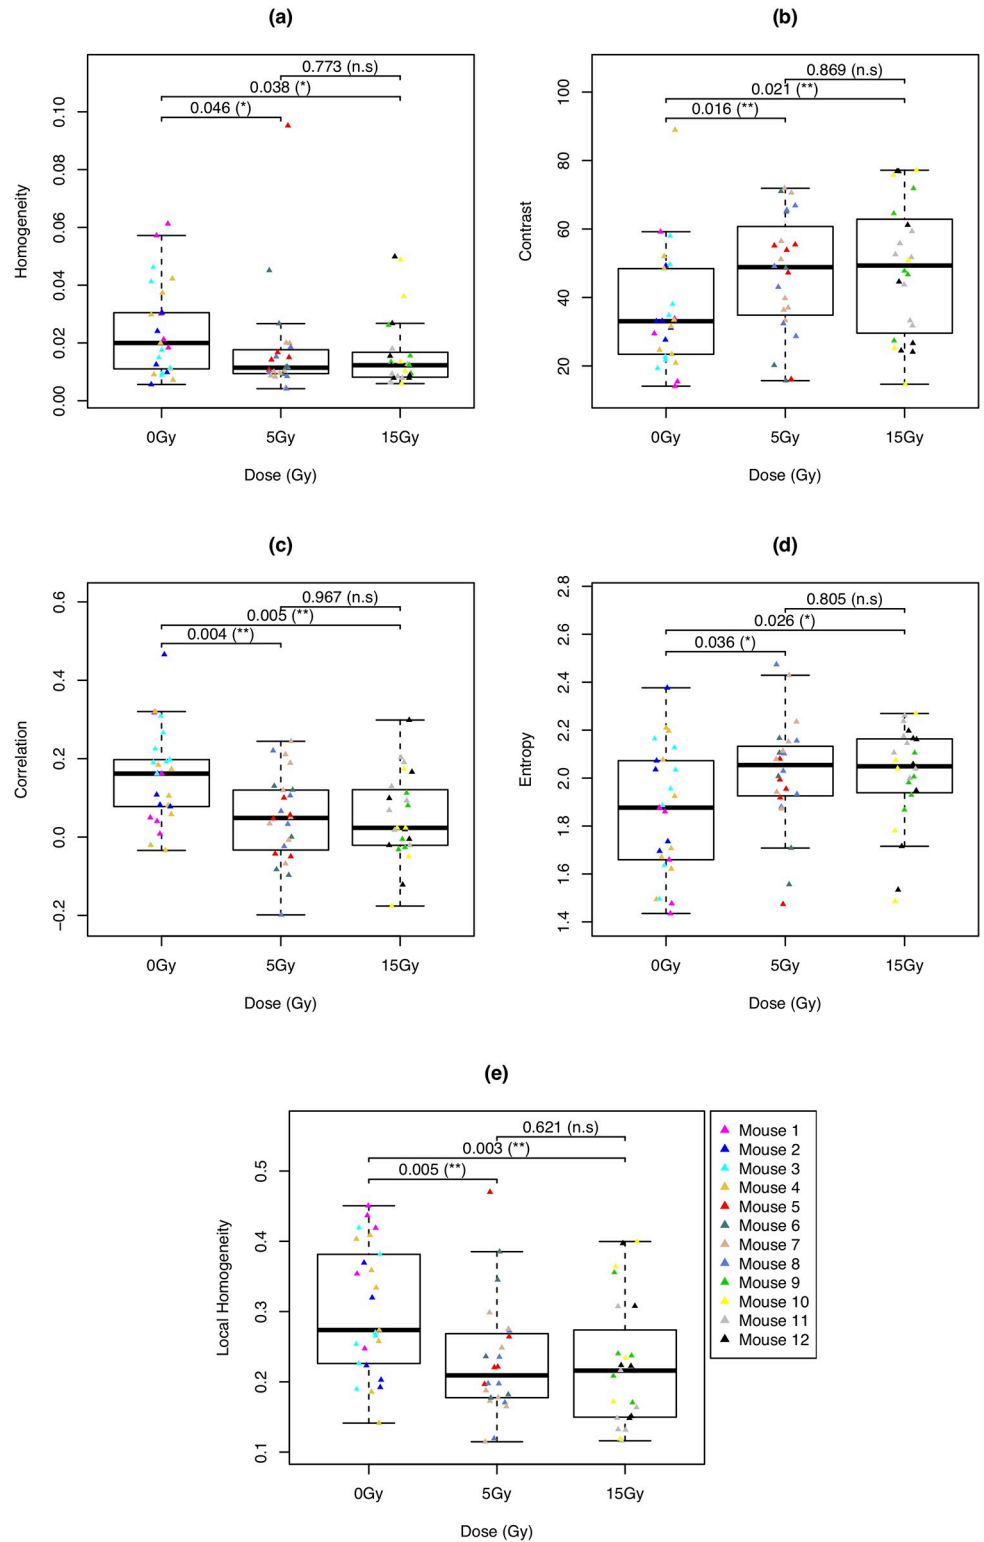 (a)
0.773 (n.s)
0.038 (*)
0.046 (*)
Homogeneity
0.00 0.02 0.04 0.06 0.08 0.10
0Gy 5Gy 15Gy
Dose (Gy)
(b)
0.869 (n.s)
0.021 (**)
0.016 (**)
Contrast
20 40 60 80 100
0Gy 5Gy 15Gy
Dose (Gy)
(c)
0.967 (n.s)
0.005 (**)
0.004 (**)
Correlation
−0.2 0.0 0.2 0.4 0.6
0Gy 5Gy 15Gy
Dose (Gy)
(d)
0.805 (n.s)
0.026 (*)
0.036 (*)
Entropy
1.4 1.6 1.8 2.0 2.2 2.4 2.6 2.8
0Gy 5Gy 15Gy
Dose (Gy)
(e)
0.621 (n.s)
0.003 (**)
0.005 (**)
Local Homogeneity
0.1 0.2 0.3 0.4 0.5
0Gy 5Gy 15Gy
Dose (Gy)
Mouse 1
Mouse 2
Mouse 3
Mouse 4
Mouse 5
Mouse 6
Mouse 7
Mouse 8
Mouse 9
Mouse 10
Mouse 11
Mouse 12